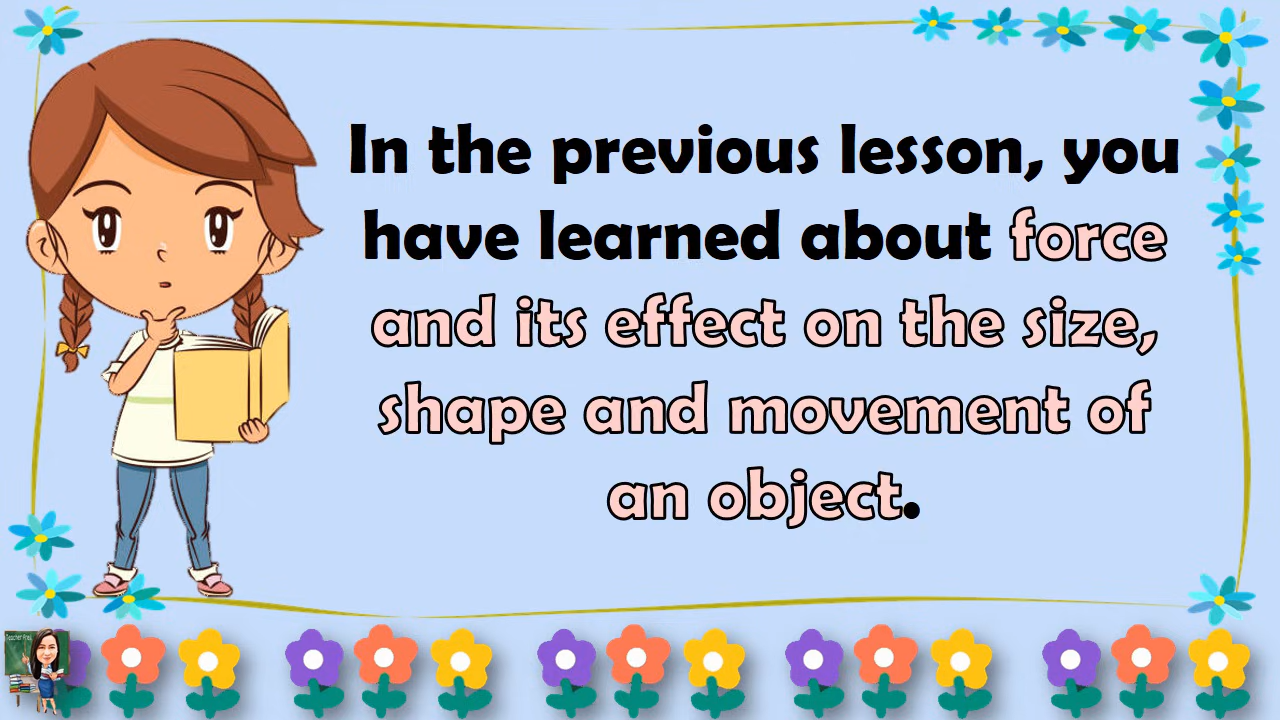 In the previous lesson, you
have learned about force
and its effect on the size,
shape and movement of
an object.